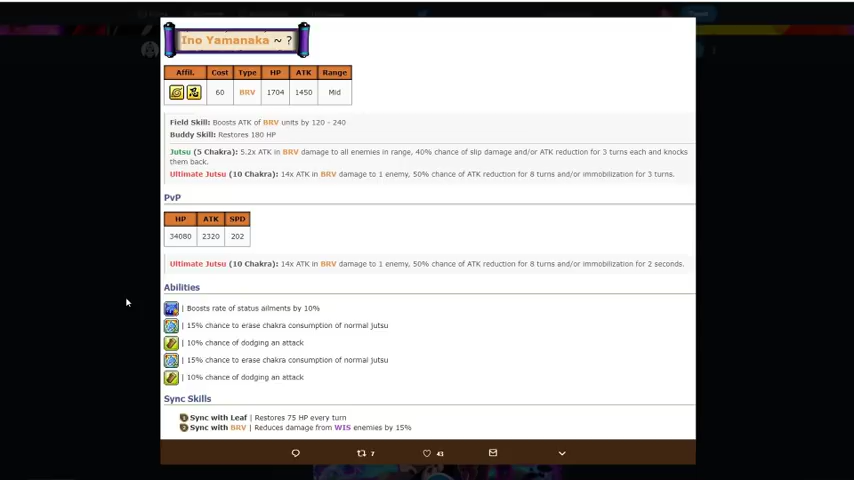 Ino Yamanaka ~ ?
Affil. Cost Type HP ATK Range
60 BRV 1704 1450 Mid
Field Skill: Boosts ATK of BRV units by 120 - 240
Buddy Skill: Restores 180 HP
Jutsu (5 Chakra): 5.2x ATK in BRV damage to all enemies in range, 40% chance of slip damage and/or ATK reduction for 3 turns each and knocks
them back.
Ultimate Jutsu (10 Chakra): 14x ATK in BRV damage to 1 enemy, 50% chance of ATK reduction for 8 turns and/or immobilization for 3 turns.
PvP
HP ATK SPD
34080 2320 202
Ultimate Jutsu (10 Chakra): 14x ATK in BRV damage to 1 enemy, 50% chance of ATK reduction for 8 turns and/or immobilization for 2 seconds.
Abilities
| Boosts rate of status ailments by 10%
| 15% chance to erase chakra consumption of normal jutsu
| 10% chance of dodging an attack
| 15% chance to erase chakra consumption of normal jutsu
| 10% chance of dodging an attack
Sync Skills
Sync with Leaf | Restores 75 HP every turn
Sync with BRV | Reduces damage from WIS enemies by 15%
7 43